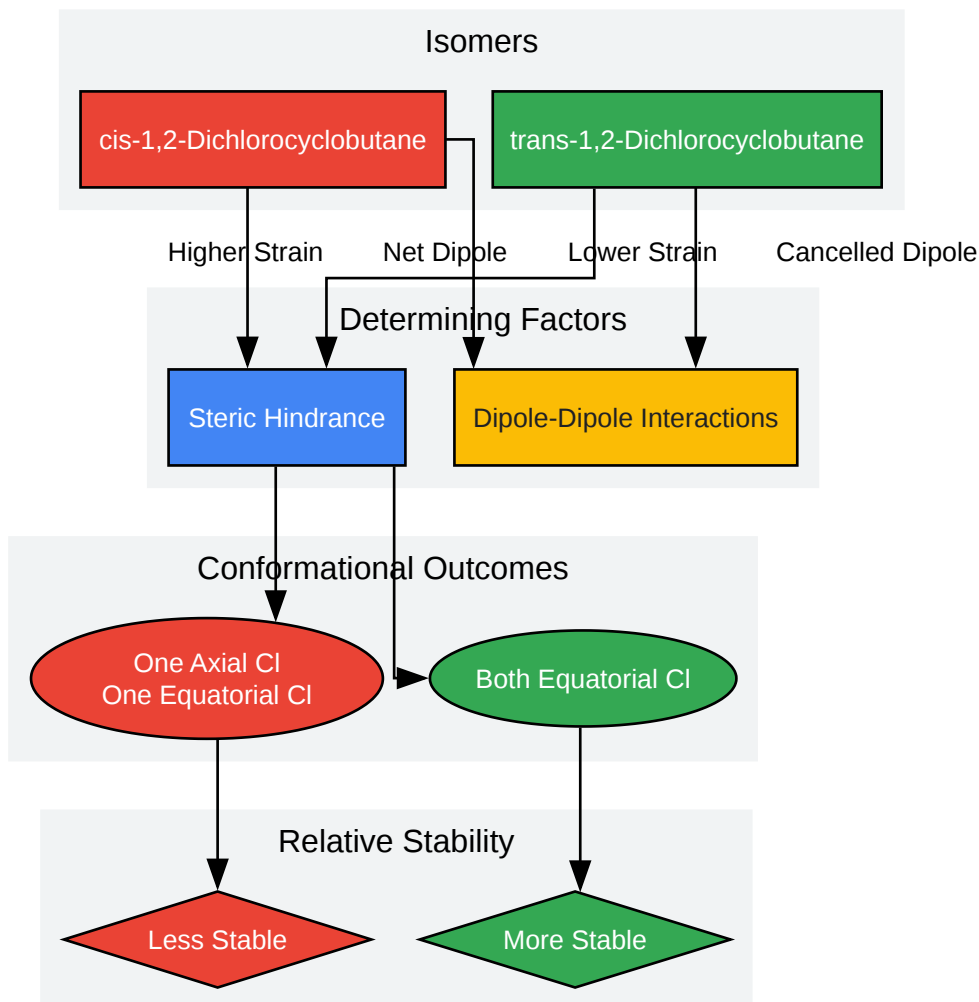 Isomers
cis-1,2-Dichlorocyclobutane
trans-1,2-Dichlorocyclobutane
Higher Strain
Net Dipole
Lower Strain
Cancelled Dipole
Determining Factors
Steric Hindrance
Dipole-Dipole Interactions
Conformational Outcomes
One Axial Cl
One Equatorial Cl
Both Equatorial Cl
Relative Stability
Less Stable
More Stable